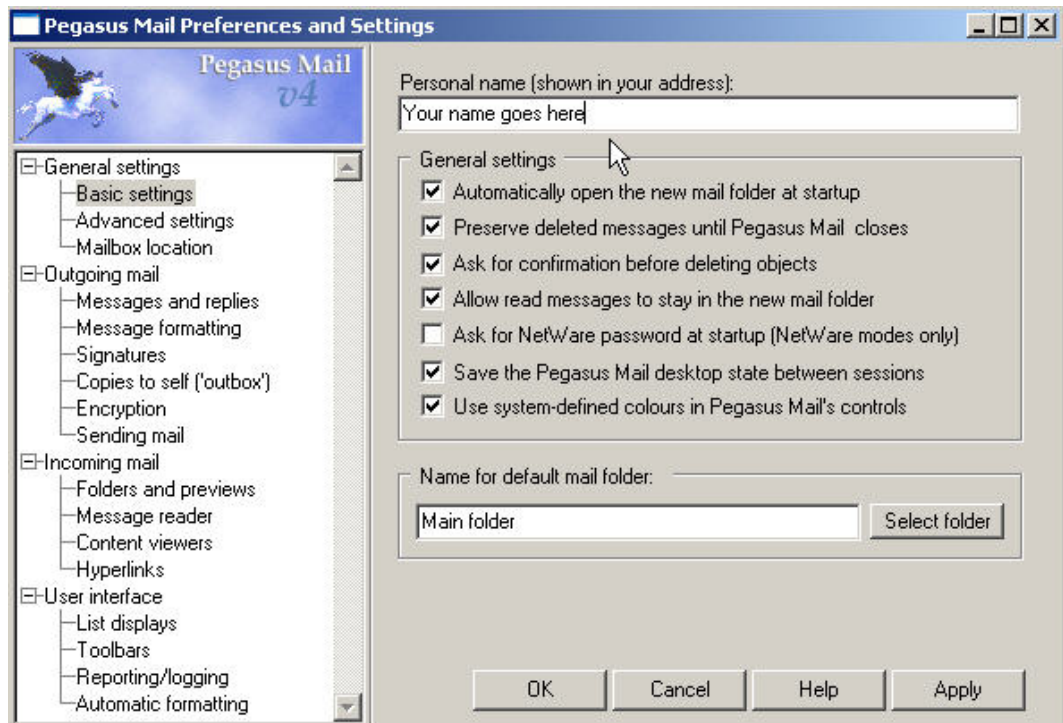 Pegasus Mail Preferences and Settings
Pegasus Mail
v4
General settings
Basic settings
Advanced settings
Mailbox location
Outgoing mail
Messages and replies
Message formatting
Signatures
Copies to self ('outbox')
Encryption
Sending mail
Incoming mail
Folders and previews
Message reader
Content viewers
Hyperlinks
User interface
List displays
Toolbars
Reporting/logging
Automatic formatting
Personal name (shown in your address):
Your name goes here
General settings
Automatically open the new mail folder at startup
Preserve deleted messages until Pegasus Mail closes
Ask for confirmation before deleting objects
Allow read messages to stay in the new mail folder
Ask for NetWare password at startup (NetWare modes only)
Save the Pegasus Mail desktop state between sessions
Use system-defined colours in Pegasus Mail's controls
Name for default mail folder:
Main folder
Select folder
OK
Cancel
Help
Apply